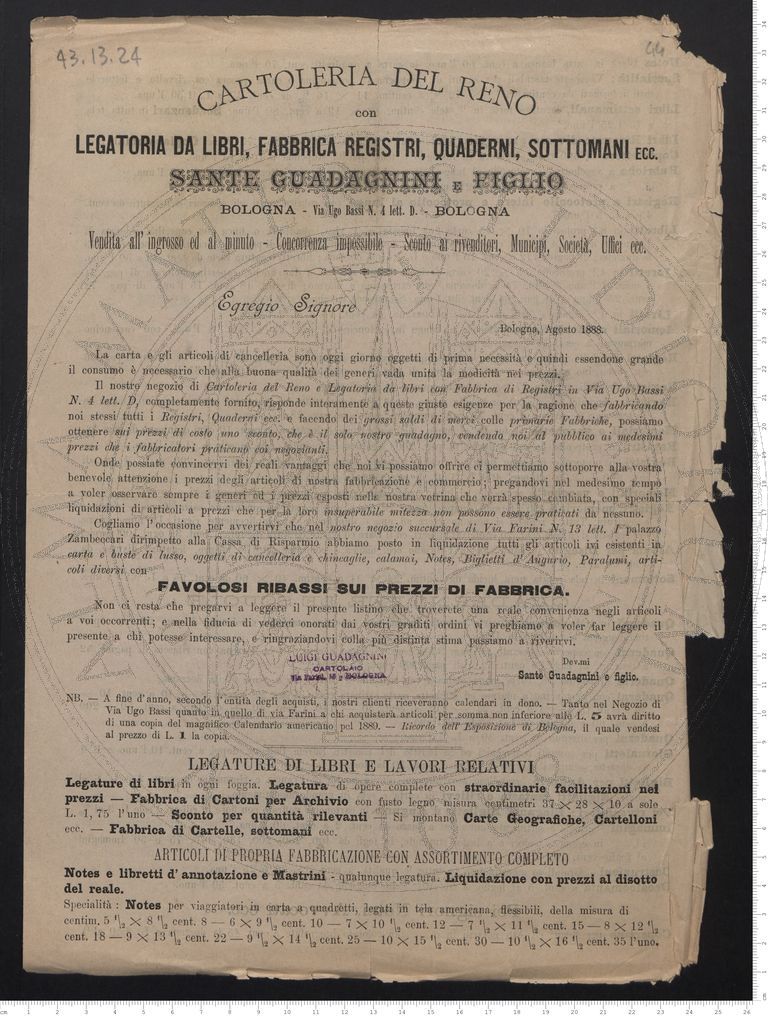 43.13.24
44
CARTOLERIA DEL RENO
con
LEGATORIA DA LIBRI, FABBRICA REGISTRI, QUADERNI, SOTTOMANI ECC.
SANTE GUADAGNINI E FIGLIO
BOLOGNA - Via Ugo Bassi N. 4 lett. D. - BOLOGNA
Vendita all' ingrosso ed al minuto - Concorrenza impossibile - Sconto ai rivenditori, Municipi, Società, Uffici ecc.
Egregio Signore
Bologna, Agosto 1888.
La carta e gli articoli di cancelleria sono oggi giorno oggetti di prima necessità e quindi essendone grande
il consumo è necessario che alla buona qualità dei generi vada unita la modicità nei prezzi.
Il nostro negozio di Cartoleria del Reno e Legatoria da libri con Fabbrica di Registri in Via Ugo Bassi
N. 4 lett. D, completamente fornito, risponde interamente a queste giuste esigenze per la ragione che fabbricando
noi stessi tutti i Registri, Quaderni ecc. e facendo dei grossi saldi di merci colle primarie Fabbriche, possiamo
ottenere sui prezzi di costo uno sconto, che è il solo nostro guadagno, vendendo noi al pubblico ai medesimi
prezzi che i fabbricatori praticano coi negozianti.
Onde possiate convincervi dei reali vantaggi che noi vi possiamo offrire ci permettiamo sottoporre alla vostra
benevole attenzione i prezzi degli articoli di nostra fabbricazione e commercio; pregandovi nel medesimo tempo
a voler osservare sempre i generi ed i prezzi esposti nella nostra vetrina che verrà spesso cambiata, con speciali
liquidazioni di articoli a prezzi che per la loro insuperabile mitezza non possono essere praticati da nessuno.
Cogliamo l'occasione per avvertirvi che nel nostro negozio succursale di Via Farini N. 13 lett. I palazzo
Zambeccari dirimpetto alla Cassa di Risparmio abbiamo posto in liquidazione tutti gli articoli ivi esistenti in
carta e buste di lusso, oggetti di cancelleria e chincaglie, calamai, Notes, Biglietti d'Augurio, Paralumi, arti-
coli diversi con
FAVOLOSI RIBASSI SUI PREZZI DI FABBRICA.
Non ci resta che pregarvi a leggere il presente listino che troverete una reale convenienza negli articoli
a voi occorrenti; e nella fiducia di vederci onorati dai vostri graditi ordini vi preghiamo a voler far leggere il
presente a chi potesse interessare, e ringraziandovi colla più distinta stima passiamo a riverirvi.
LUIGI GUADAGNINI
CARTOLAIO
BOLOGNA
Dev.mi
Sante Guadagnini e figlio.
NB. — A fine d'anno, secondo l'entità degli acquisti, i nostri clienti riceveranno calendari in dono. — Tanto nel Negozio di
Via Ugo Bassi quanto in quello di via Farini a chi acquisterà articoli per somma non inferiore alle L. 5 avrà diritto
di una copia del magnifico Calendario americano pel 1889. — Ricordo dell'Esposizione di Bologna, il quale vendesi
al prezzo di L. 1 la copia.
LEGATURE DI LIBRI E LAVORI RELATIVI
Legature di libri in ogni foggia. Legatura di opere complete con straordinarie facilitazioni nei
prezzi — Fabbrica di Cartoni per Archivio con fusto legno misura centimetri 37 × 28 × 10 a sole
L. 1, 75 l'uno — Sconto per quantità rilevanti — Si montano Carte Geografiche, Cartelloni
ecc. — Fabbrica di Cartelle, sottomani ecc.
ARTICOLI DI PROPRIA FABBRICAZIONE CON ASSORTIMENTO COMPLETO
Notes e libretti d' annotazione e Mastrini - qualunque legatura. Liquidazione con prezzi al disotto
del reale.
Specialità : Notes per viaggiatori in carta a quadretti, legati in tela americana, flessibili, della misura di
centim. 5 1/2 × 8 1/2 cent. 8 — 6 × 9 1/2 cent. 10 — 7 × 10 1/2 cent. 12 — 7 1/2 × 11 1/2 cent. 15 — 8 × 12 1/2
cent. 18 — 9 × 13 1/2 cent. 22 — 9 1/2 × 14 1/2 cent. 25 — 10 × 15 1/2 cent. 30 — 10 1/2 × 16 1/2 cent. 35 l'uno.